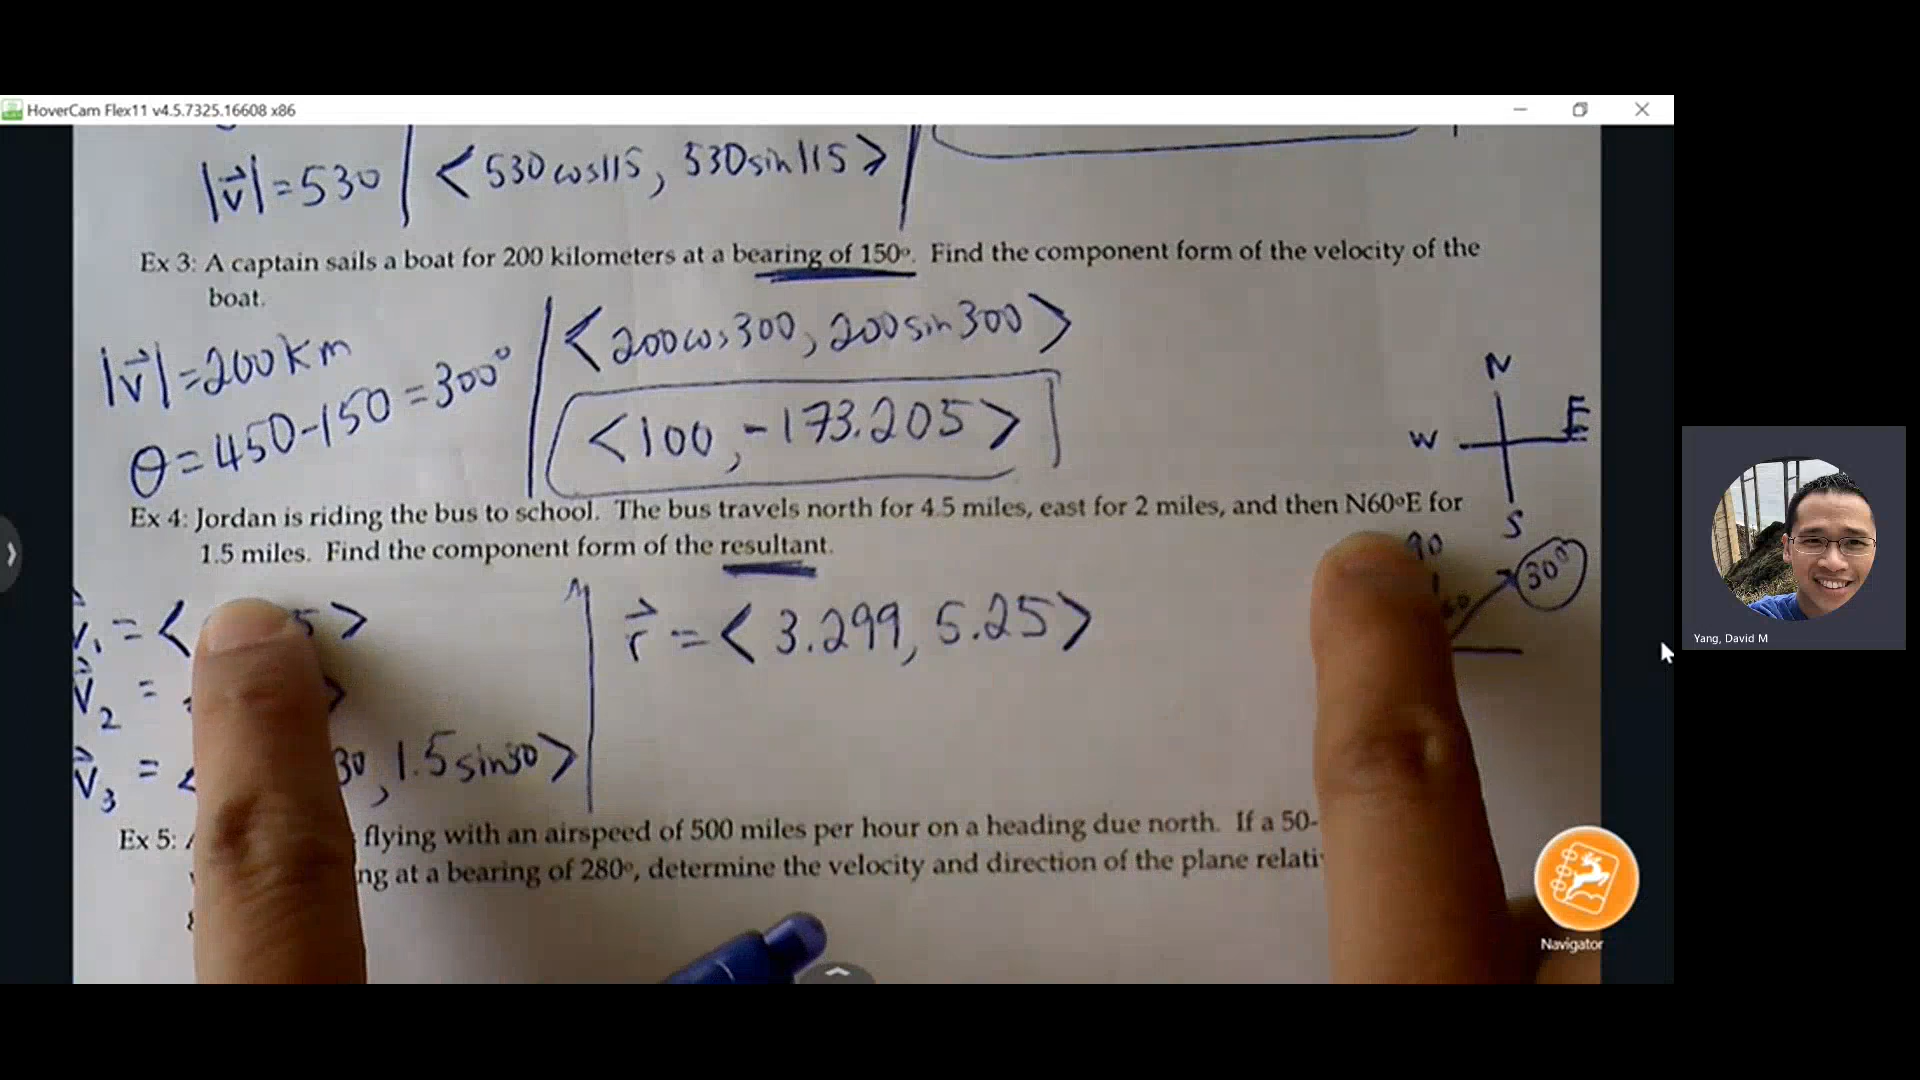 HoverCam Flex11 v4.5.7325.16608 x86
|v⃗| = 530 | <530cos115, 530sin115> |
Ex 3: A captain sails a boat for 200 kilometers at a bearing of 150°. Find the component form of the velocity of the
boat.
|v⃗| = 200 km
θ = 450-150 = 300°
<200cos300, 200sin300>
<100, -173.205>
N
W E
S
Ex 4: Jordan is riding the bus to school. The bus travels north for 4.5 miles, east for 2 miles, and then N60°E for
1.5 miles. Find the component form of the resultant.
90
60
30°
v⃗₁ = < 5>
v⃗₂ = >
v⃗₃ = < 30, 1.5sin30>
r⃗ = <3.299, 5.25>
Ex 5: flying with an airspeed of 500 miles per hour on a heading due north. If a 50-
at a bearing of 280°, determine the velocity and direction of the plane
Navigator
Yang, David M